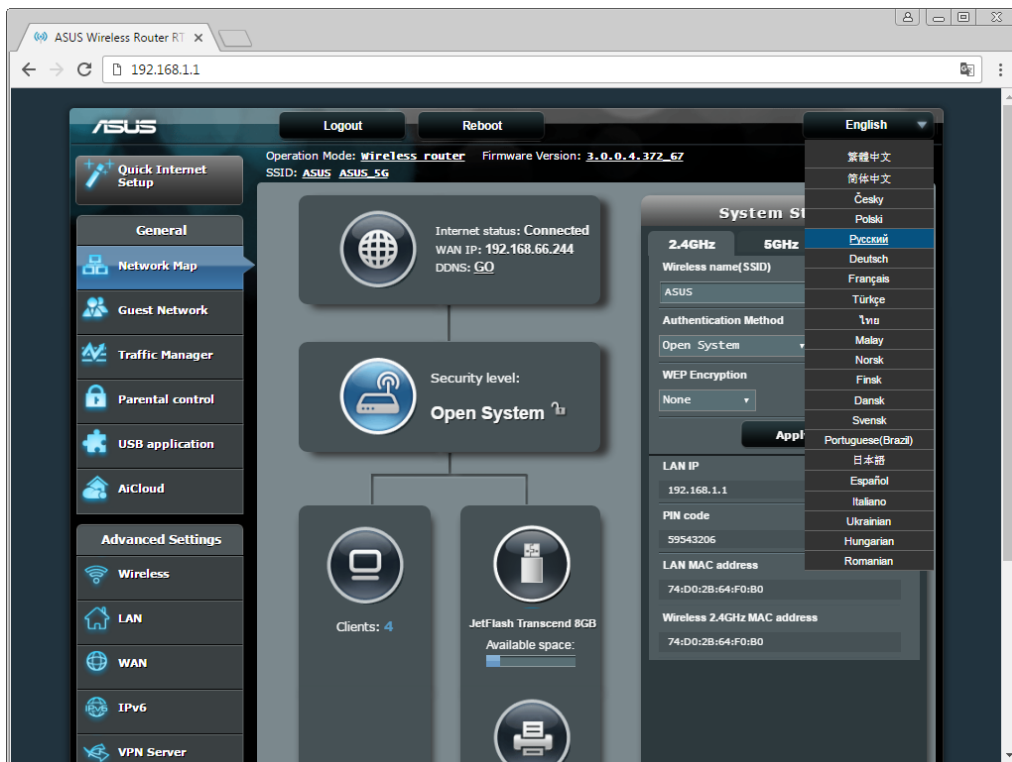 ASUS Wireless Router RT
192.168.1.1
ASUS
Logout
Reboot
English
Quick Internet
Setup
Operation Mode: Wireless router Firmware Version: 3.0.0.4.372_67
SSID: ASUS ASUS_5G
General
Network Map
Guest Network
Traffic Manager
Parental control
USB application
AiCloud
Advanced Settings
Wireless
LAN
WAN
IPv6
VPN Server
Internet status: Connected
WAN IP: 192.168.66.244
DDNS: GO
Security level:
Open System
Clients: 4
JetFlash Transcend 8GB
Available space:
System St
2.4GHz 5GHz
Wireless name(SSID)
ASUS
Authentication Method
Open System
WEP Encryption
None
Appl
LAN IP
192.168.1.1
PIN code
59543206
LAN MAC address
74:D0:2B:64:F0:B0
Wireless 2.4GHz MAC address
74:D0:2B:64:F0:B0
繁體中文
简体中文
Česky
Polski
Русский
Deutsch
Français
Türkçe
ไทย
Malay
Norsk
Finsk
Dansk
Svensk
Portuguese(Brazil)
日本語
Español
Italiano
Ukrainian
Hungarian
Romanian